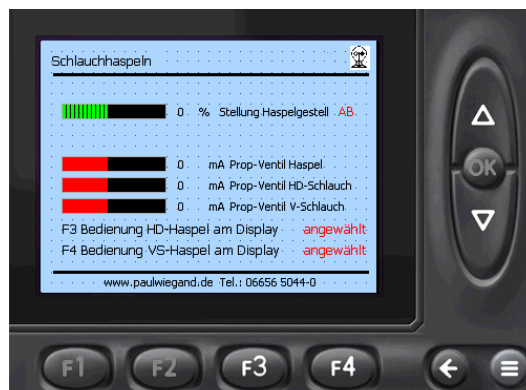 Schlauchhaspeln
0 % Stellung Haspelgestell AB
0 mA Prop-Ventil Haspel
0 mA Prop-Ventil HD-Schlauch
0 mA Prop-Ventil V-Schlauch
F3 Bedienung HD-Haspel am Display angewählt
F4 Bedienung VS-Haspel am Display angewählt
www.paulwiegand.de Tel.: 06656 5044-0
OK
F1 F2 F3 F4